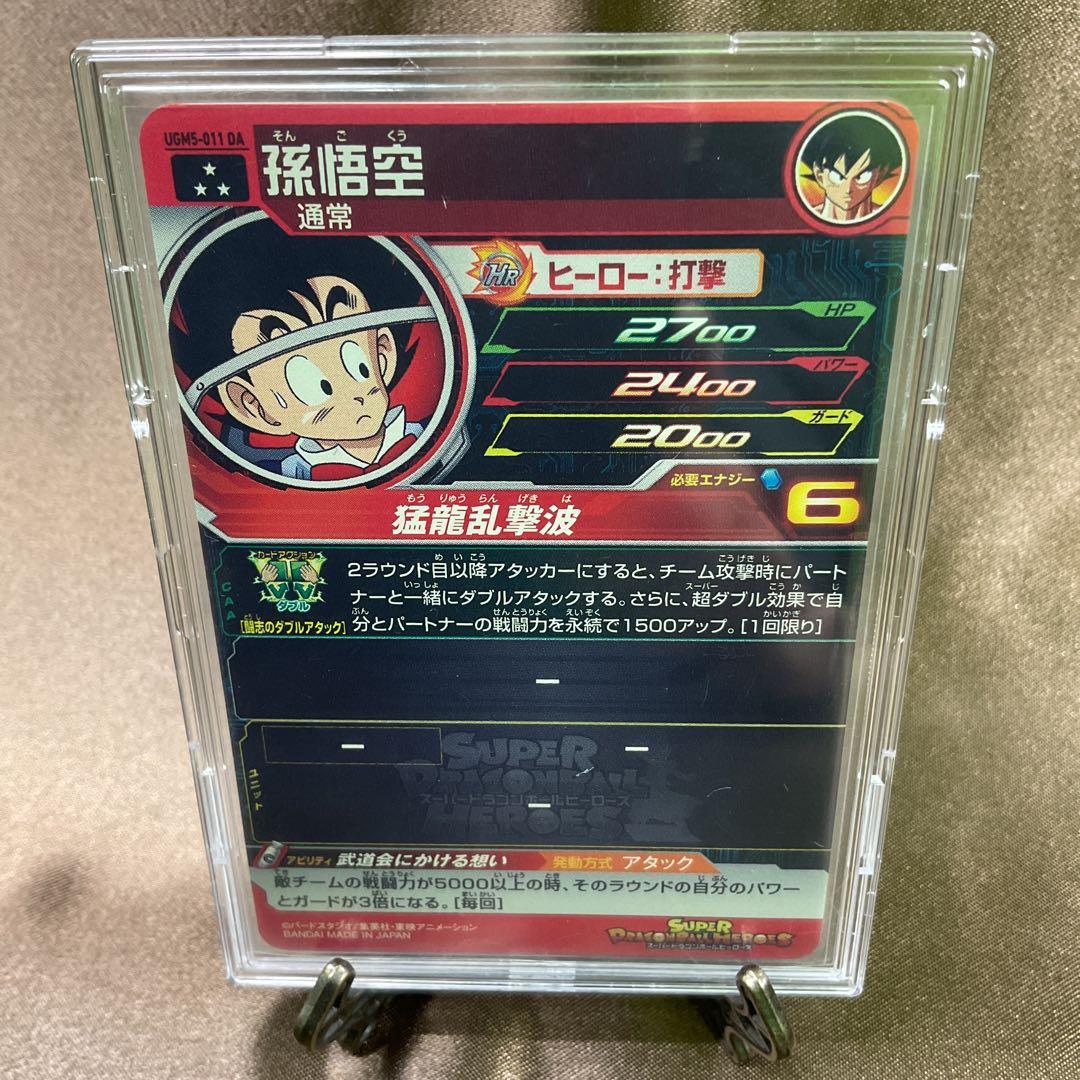 UGM5-011 DA
そん ご くう
孫悟空
通常
HR ヒーロー:打撃
HP
2700
パワー
2400
ガード
2000
必要エナジー 6
もう りゅう らん げき は
猛龍乱撃波
カードアクション
ダブル
[闘志のダブルアタック]
CAA
2ラウンド目以降アタッカーにすると、チーム攻撃時にパート
ナーと一緒にダブルアタックする。さらに、超ダブル効果で自
分とパートナーの戦闘力を永続で1500アップ。[1回限り]
ー
ユニット
ー ー
ー
SUPER
DRAGONBALL
スーパードラゴンボールヒーローズ
HEROES
アビリティ 武道会にかける想い 発動方式 アタック
敵チームの戦闘力が5000以上の時、そのラウンドの自分のパワー
とガードが3倍になる。[毎回]
©バードスタジオ/集英社・東映アニメーション
BANDAI MADE IN JAPAN
SUPER
DRAGONBALL HEROES
スーパードラゴンボールヒーローズ